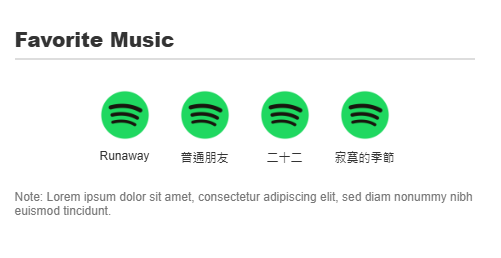 Favorite Music
Runaway 普通朋友 二十二 寂寞的季節
Note: Lorem ipsum dolor sit amet, consectetur adipiscing elit, sed diam nonummy nibh
euismod tincidunt.